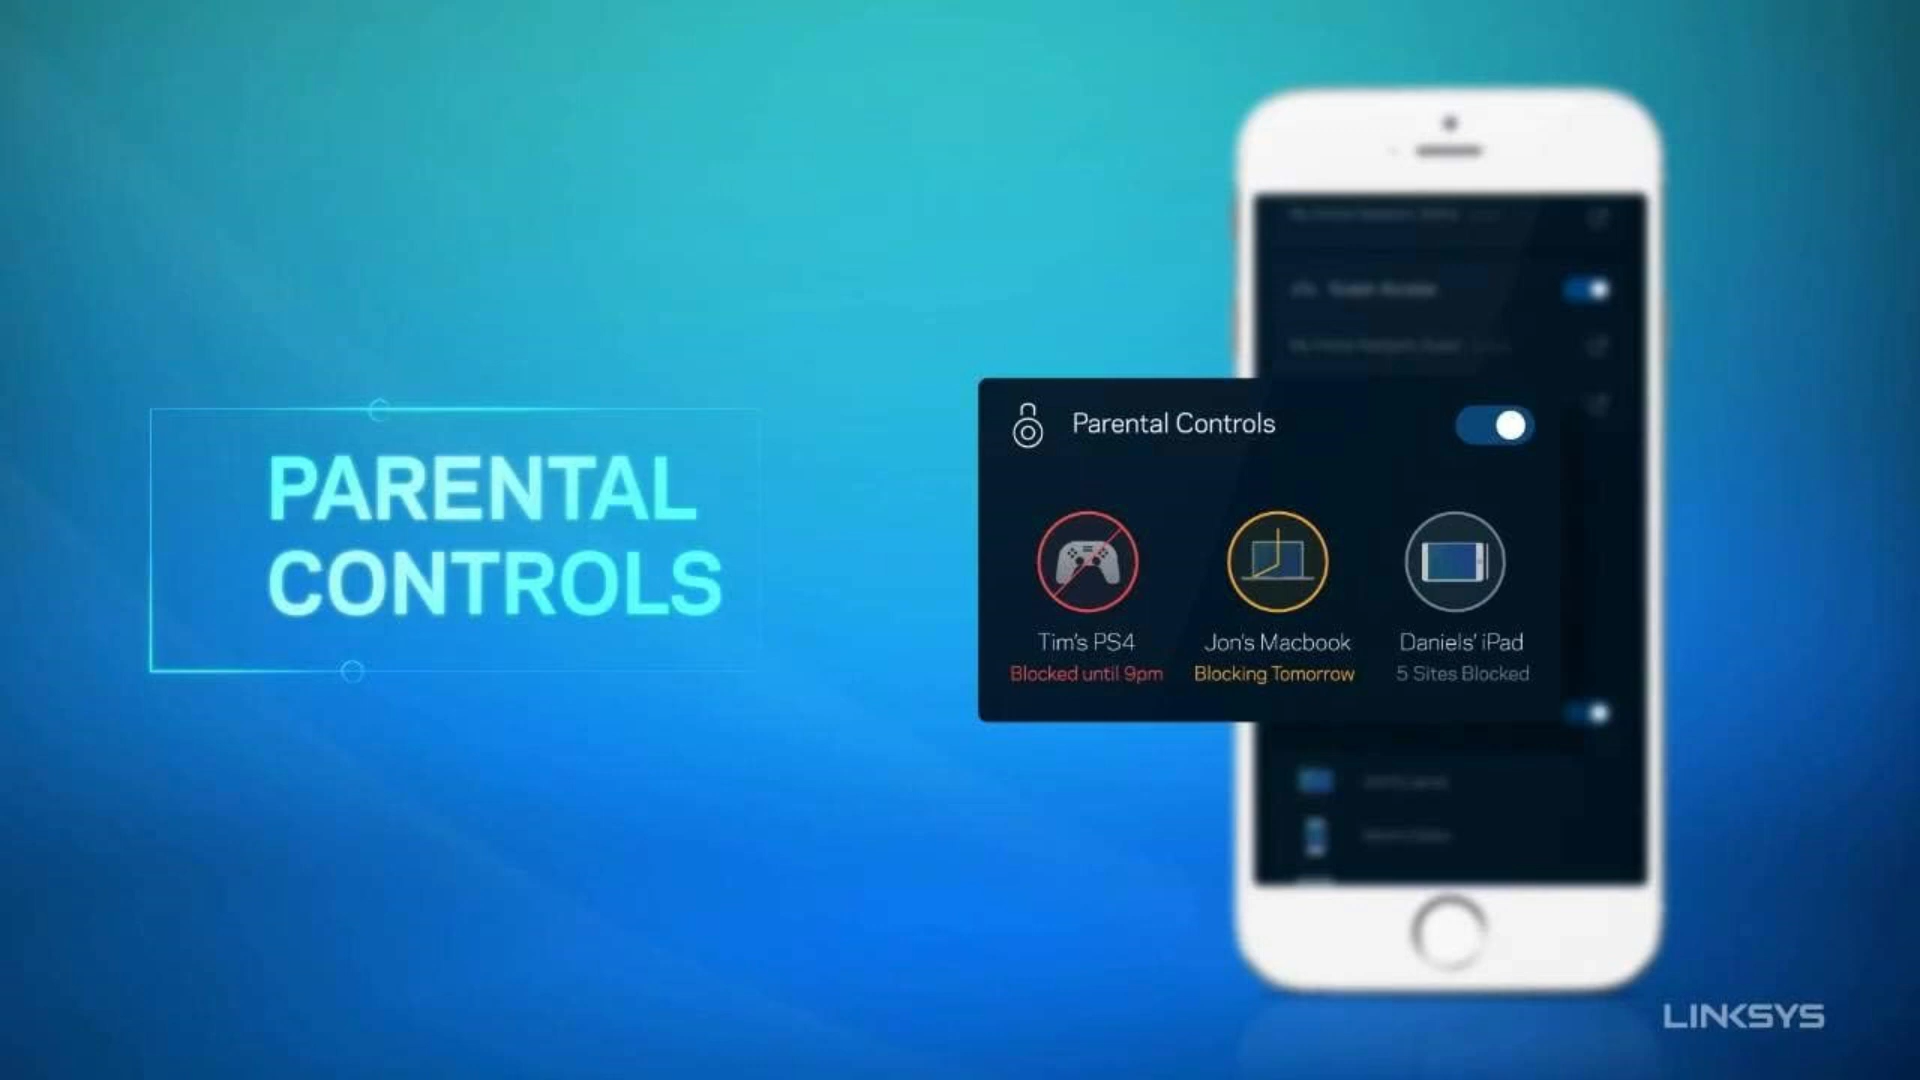 PARENTAL
CONTROLS
Parental Controls
Tim's PS4
Blocked until 9pm
Jon's Macbook
Blocking Tomorrow
Daniels' iPad
5 Sites Blocked
LINKSYS